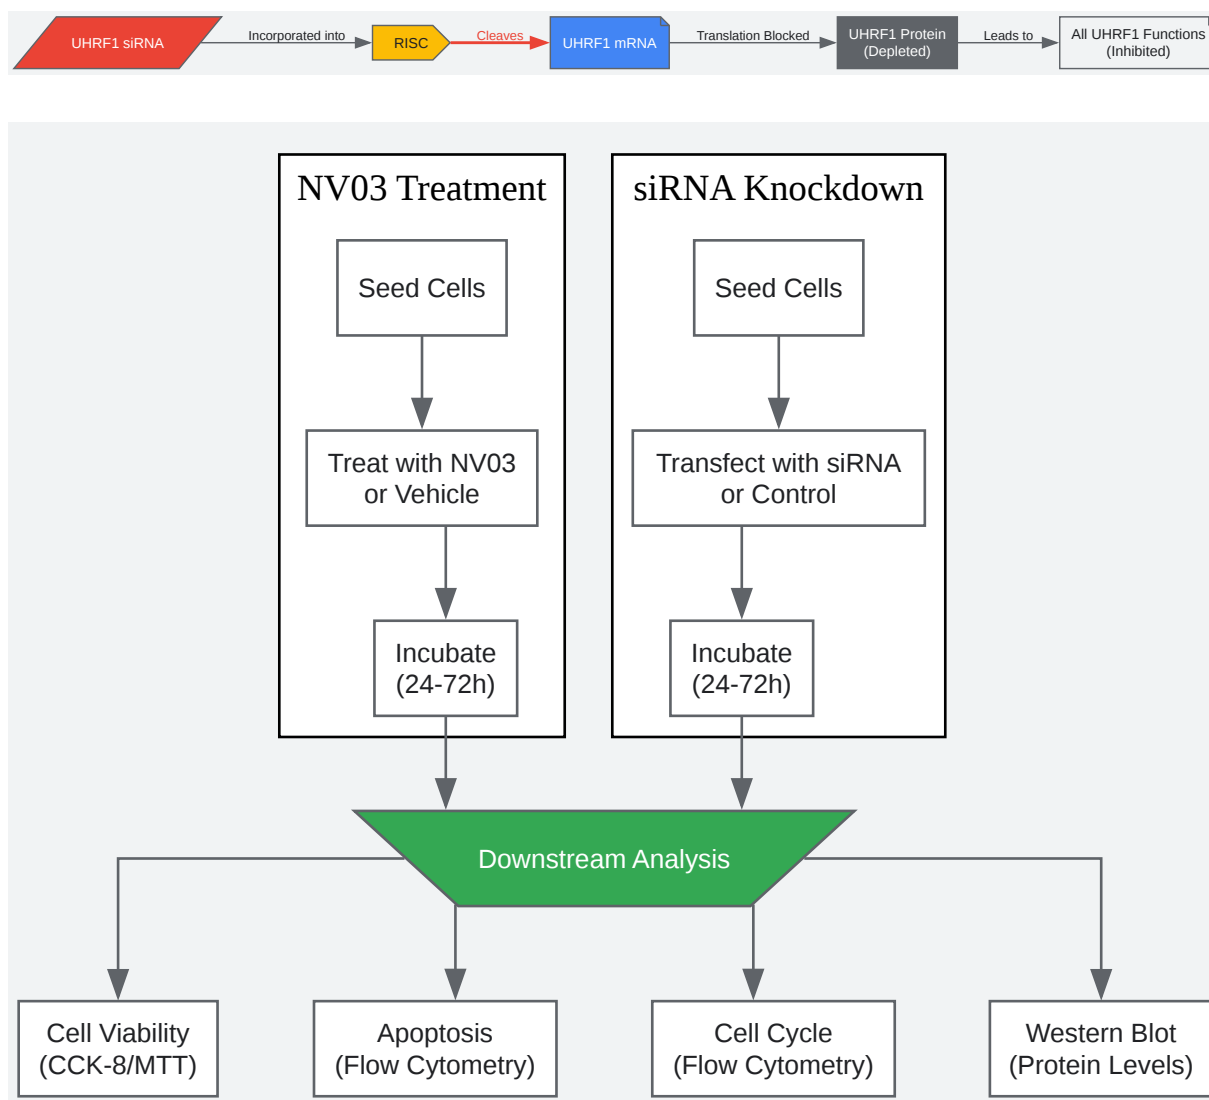 UHRF1 siRNA
Incorporated into
RISC
Cleaves
UHRF1 mRNA
Translation Blocked
UHRF1 Protein
(Depleted)
Leads to
All UHRF1 Functions
(Inhibited)
NV03 Treatment
Seed Cells
Treat with NV03
or Vehicle
Incubate
(24-72h)
siRNA Knockdown
Seed Cells
Transfect with siRNA
or Control
Incubate
(24-72h)
Downstream Analysis
Cell Viability
(CCK-8/MTT)
Apoptosis
(Flow Cytometry)
Cell Cycle
(Flow Cytometry)
Western Blot
(Protein Levels)